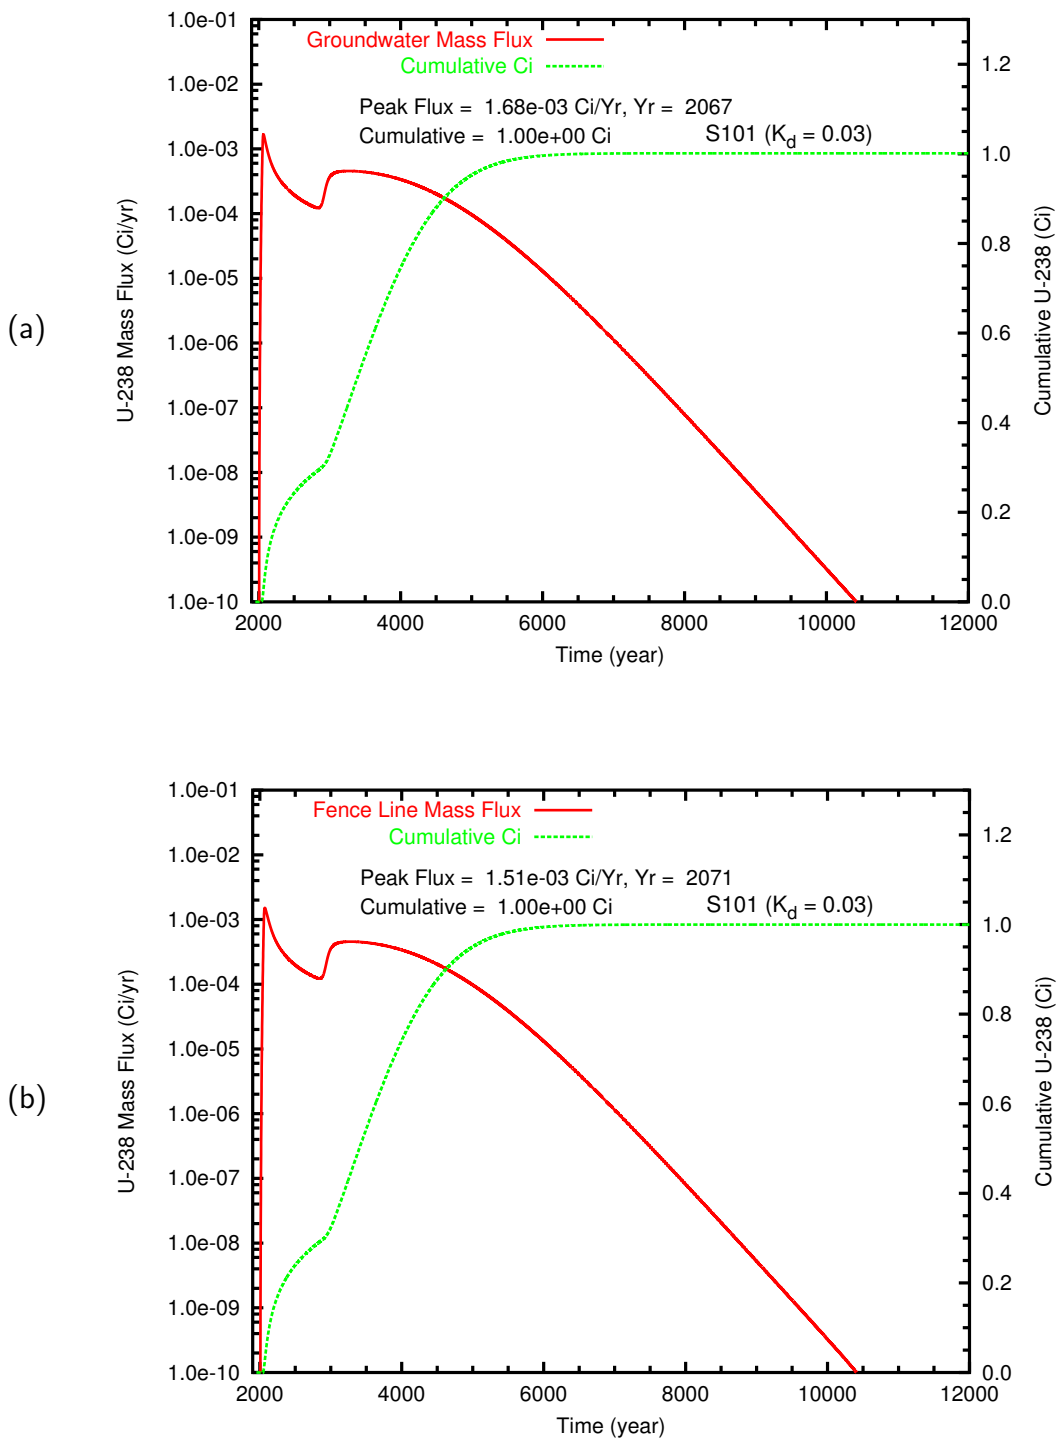 (a)
1.0e-01
1.0e-02
1.0e-03
1.0e-04
1.0e-05
1.0e-06
1.0e-07
1.0e-08
1.0e-09
1.0e-10
U-238 Mass Flux (Ci/yr)
Groundwater Mass Flux
Cumulative Ci
Peak Flux = 1.68e-03 Ci/Yr, Yr = 2067
Cumulative = 1.00e+00 Ci
S101 (K_d = 0.03)
1.2
1.0
0.8
0.6
0.4
0.2
0.0
Cumulative U-238 (Ci)
2000 4000 6000 8000 10000 12000
Time (year)
(b)
1.0e-01
1.0e-02
1.0e-03
1.0e-04
1.0e-05
1.0e-06
1.0e-07
1.0e-08
1.0e-09
1.0e-10
U-238 Mass Flux (Ci/yr)
Fence Line Mass Flux
Cumulative Ci
Peak Flux = 1.51e-03 Ci/Yr, Yr = 2071
Cumulative = 1.00e+00 Ci
S101 (K_d = 0.03)
1.2
1.0
0.8
0.6
0.4
0.2
0.0
Cumulative U-238 (Ci)
2000 4000 6000 8000 10000 12000
Time (year)